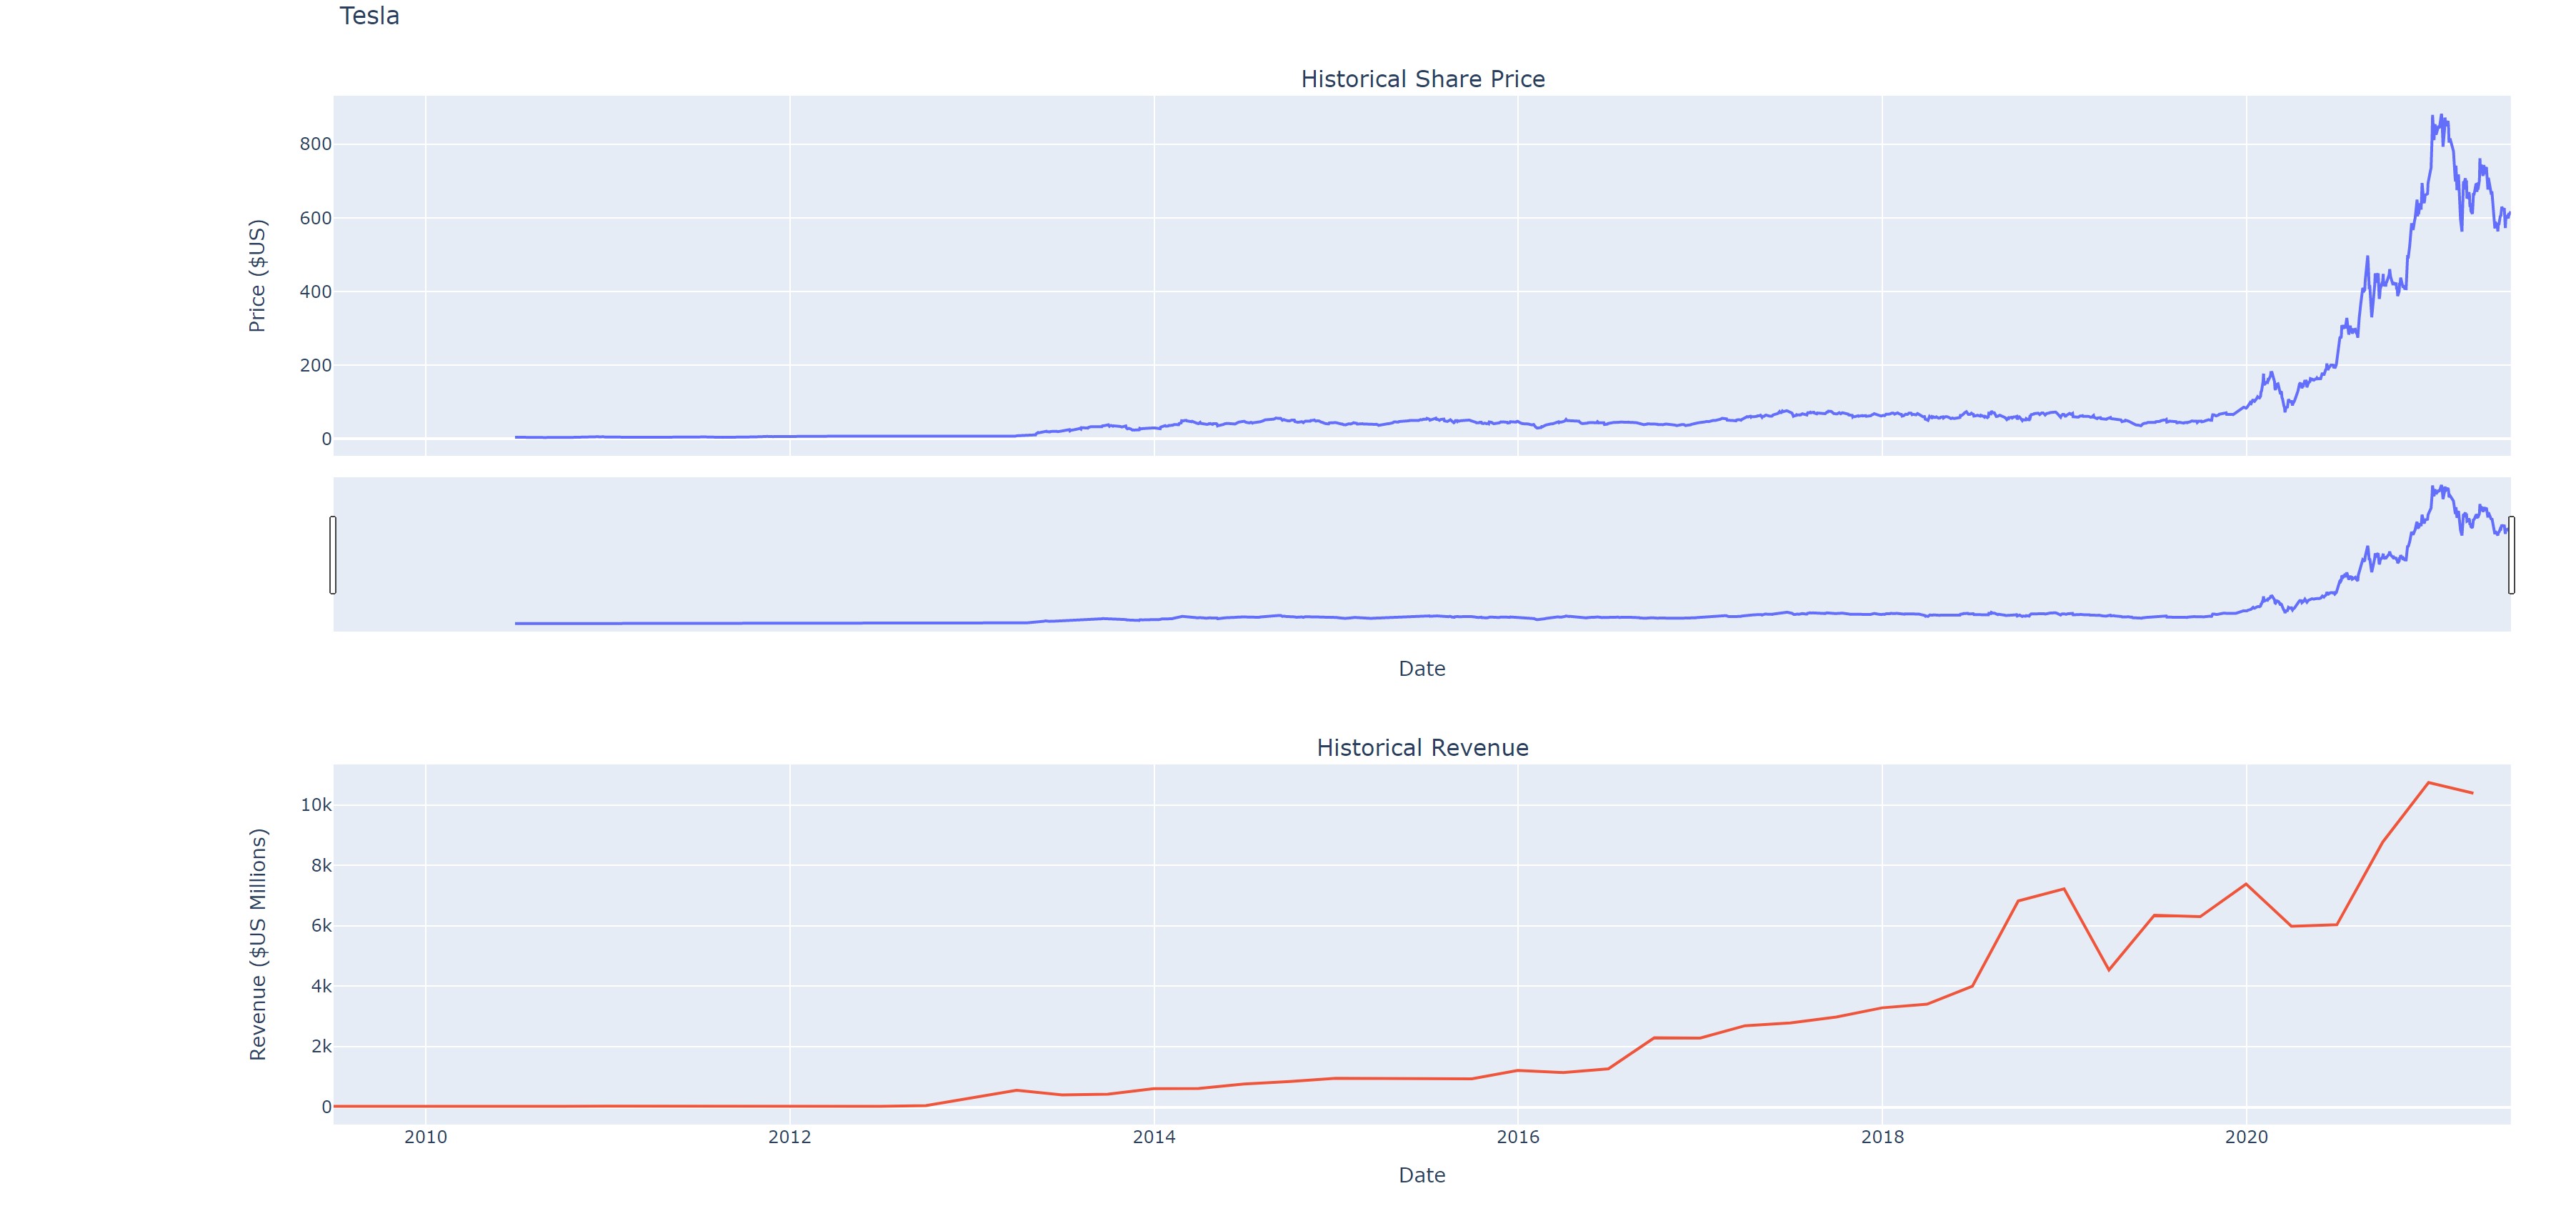 Tesla
Historical Share Price
800
600
400
200
0
Price ($US)
Date
Historical Revenue
10k
8k
6k
4k
2k
0
Revenue ($US Millions)
2010 2012 2014 2016 2018 2020
Date